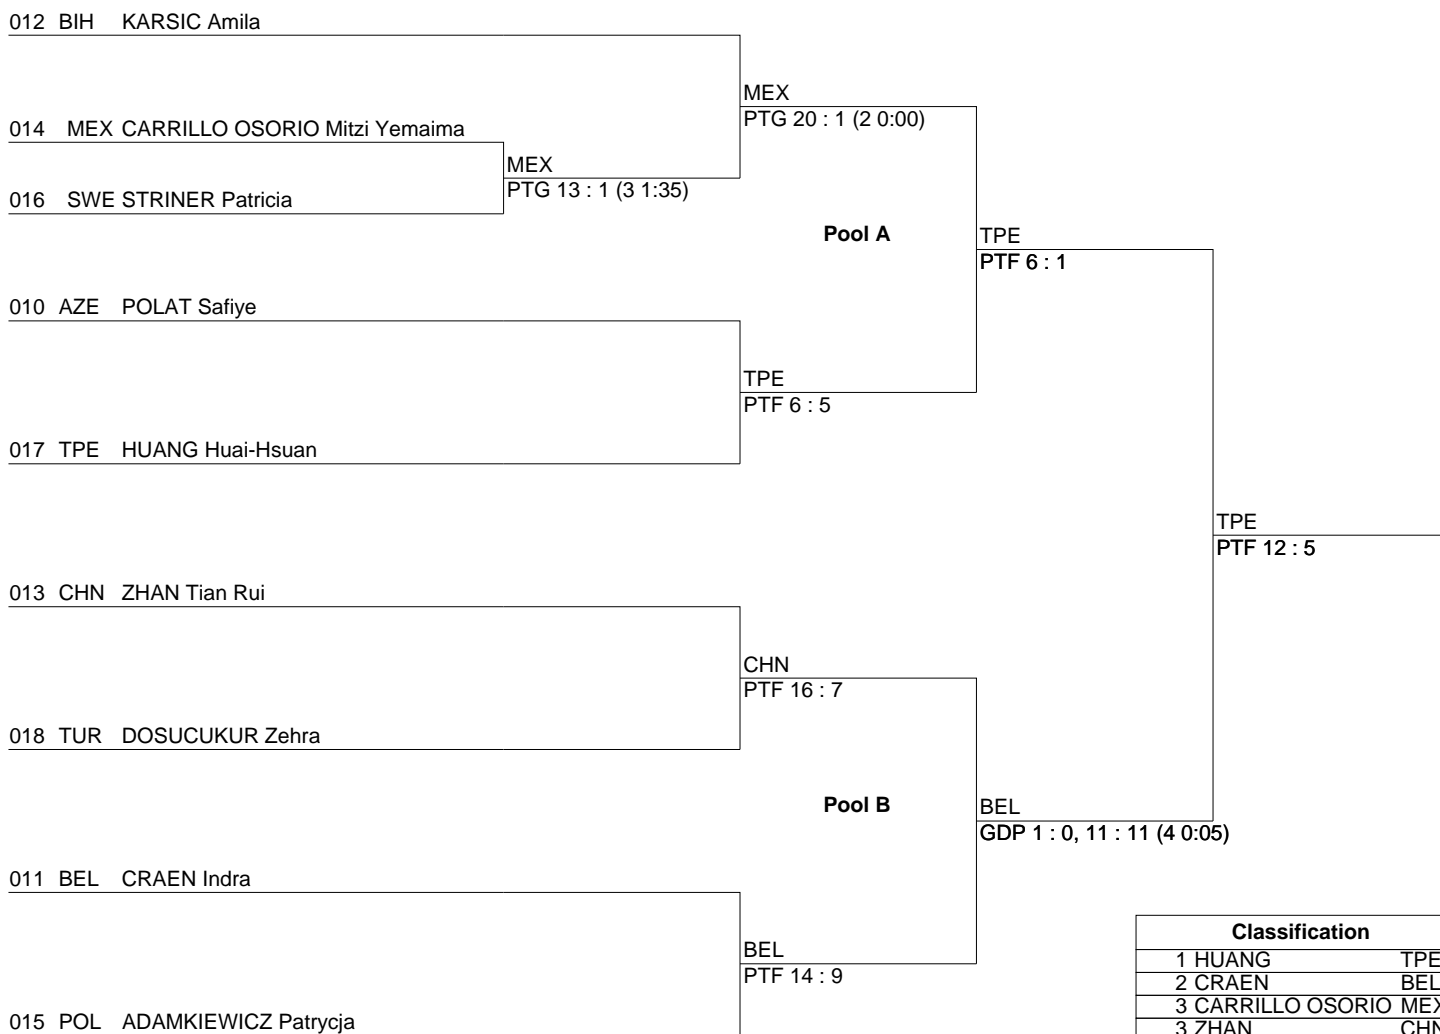 012 BIH KARSIC Amila
MEX
PTG 20 : 1 (2 0:00)
014 MEX CARRILLO OSORIO Mitzi Yemaima
MEX
PTG 13 : 1 (3 1:35)
016 SWE STRINER Patricia
Pool A
TPE
PTF 6 : 1
010 AZE POLAT Safiye
TPE
PTF 6 : 5
017 TPE HUANG Huai-Hsuan
TPE
PTF 12 : 5
013 CHN ZHAN Tian Rui
CHN
PTF 16 : 7
018 TUR DOSUCUKUR Zehra
Pool B
BEL
GDP 1 : 0, 11 : 11 (4 0:05)
011 BEL CRAEN Indra
BEL
PTF 14 : 9
015 POL ADAMKIEWICZ Patrycja
Classification
1 HUANG TPE
2 CRAEN BEL
3 CARRILLO OSORIO MEX
3 ZHAN CHN